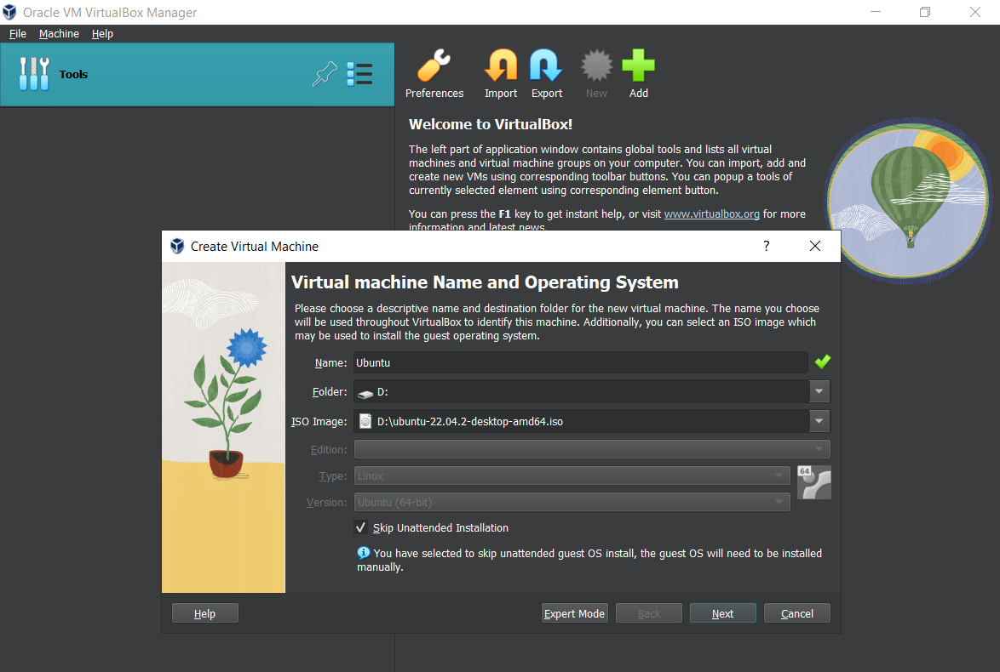 Oracle VM VirtualBox Manager
File Machine Help
Tools
Preferences Import Export New Add
Welcome to VirtualBox!
The left part of application window contains global tools and lists all virtual
machines and virtual machine groups on your computer. You can import, add and
create new VMs using corresponding toolbar buttons. You can popup a tools of
currently selected element using corresponding element button.
You can press the F1 key to get instant help, or visit www.virtualbox.org for more
information and latest news.
Create Virtual Machine ?
Virtual machine Name and Operating System
Please choose a descriptive name and destination folder for the new virtual machine. The name you choose
will be used throughout VirtualBox to identify this machine. Additionally, you can select an ISO image which
may be used to install the guest operating system.
Name: Ubuntu
Folder: D:
ISO Image: D:\ubuntu-22.04.2-desktop-amd64.iso
Edition:
Type: Linux
64
Version: Ubuntu (64-bit)
Skip Unattended Installation
You have selected to skip unattended guest OS install, the guest OS will need to be installed
manually.
Help Expert Mode Back Next Cancel